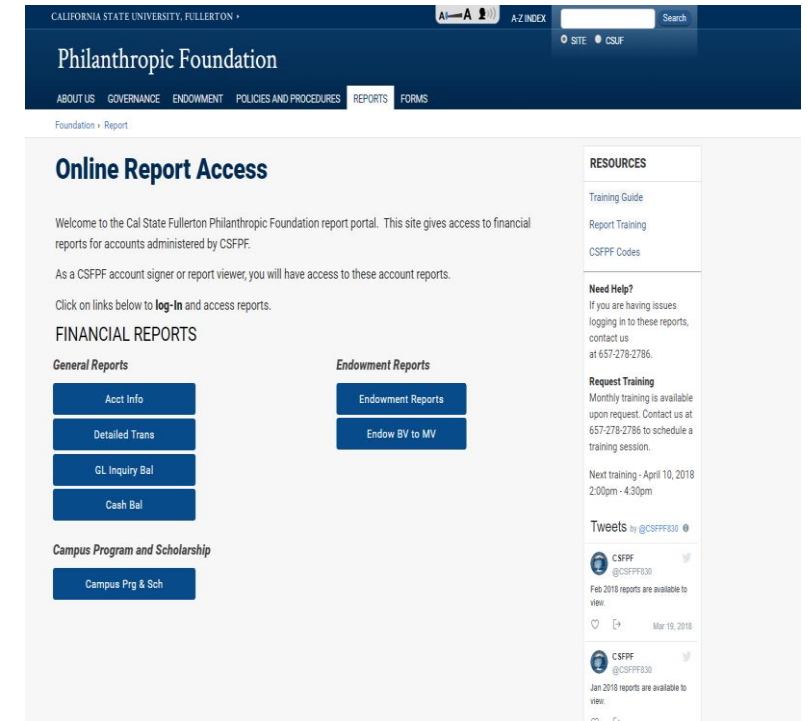 CALIFORNIA STATE UNIVERSITY, FULLERTON
A A
A-Z INDEX
Search
SITE CSUF
Philanthropic Foundation
ABOUT US GOVERNANCE ENDOWMENT POLICIES AND PROCEDURES REPORTS FORMS
Foundation › Report
Online Report Access
Welcome to the Cal State Fullerton Philanthropic Foundation report portal. This site gives access to financial
reports for accounts administered by CSFPF.
As a CSFPF account signer or report viewer, you will have access to these account reports.
Click on links below to log-In and access reports.
FINANCIAL REPORTS
General Reports
Acct Info
Detailed Trans
GL Inquiry Bal
Cash Bal
Endowment Reports
Endowment Reports
Endow BV to MV
Campus Program and Scholarship
Campus Prg & Sch
RESOURCES
Training Guide
Report Training
CSFPF Codes
Need Help?
If you are having issues
logging in to these reports,
contact us
at 657-278-2786.
Request Training
Monthly training is available
upon request. Contact us at
657-278-2786 to schedule a
training session.
Next training - April 10, 2018
2:00pm - 4:30pm
Tweets by @CSFPF830
CSFPF
@CSFPF830
Feb 2018 reports are available to
view.
Mar 19, 2018
CSFPF
@CSFPF830
Jan 2018 reports are available to
view.